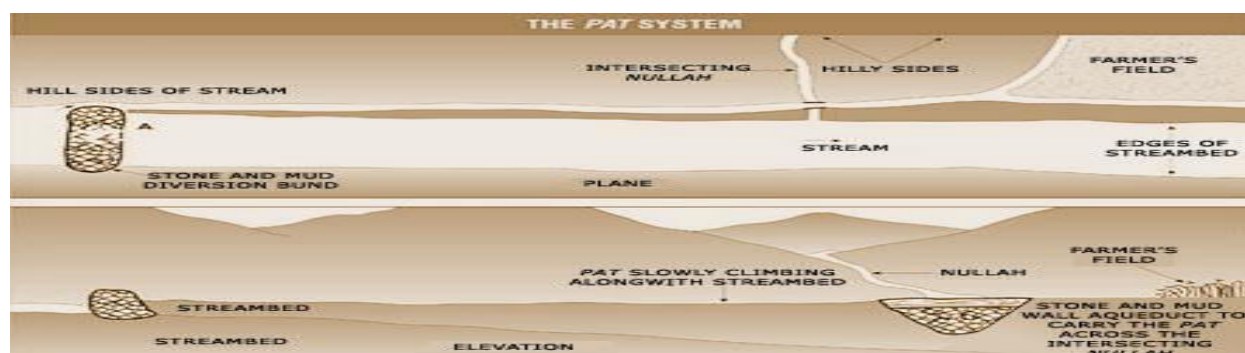 THE PAT SYSTEM
INTERSECTING
NULLAH
HILLY SIDES
FARMER'S
FIELD
HILL SIDES OF STREAM
A
STREAM
EDGES OF
STREAMBED
STONE AND MUD
DIVERSION BUND
PLANE
PAT SLOWLY CLIMBING
ALONGWITH STREAMBED
NULLAH
FARMER'S
FIELD
STREAMBED
STONE AND MUD
WALL AQUEDUCT TO
CARRY THE PAT
ACROSS THE
INTERSECTING
NULLAH
STREAMBED
ELEVATION